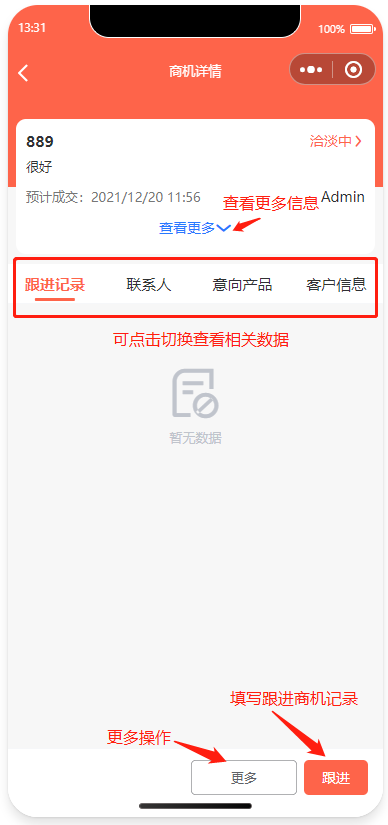 13:31
100%
商机详情
889
洽淡中
很好
预计成交：2021/12/20 11:56
Admin
查看更多信息
查看更多
跟进记录 联系人 意向产品 客户信息
可点击切换查看相关数据
暂无数据
填写跟进商机记录
更多操作
更多
跟进